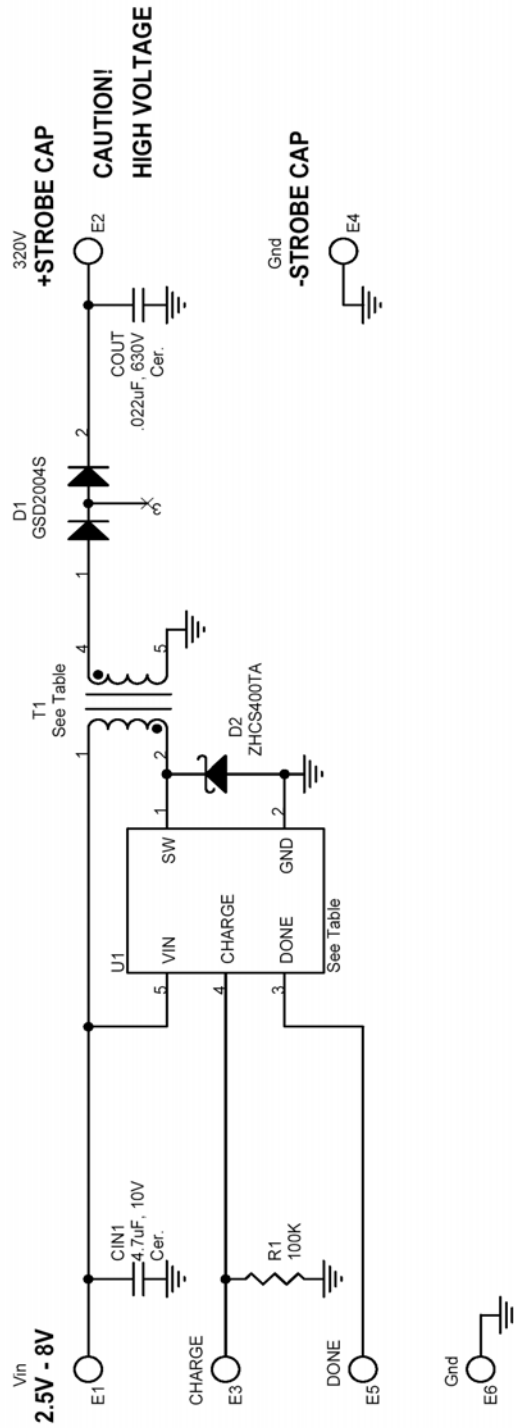 Vin
2.5V - 8V
E1
CIN1
4.7uF, 10V
Cer.
CHARGE
E3
R1
100K
DONE
E5
Gnd
E6
U1
5
VIN
4
CHARGE
3
DONE
SW
1
GND
2
See Table
D2
ZHCS400TA
T1
See Table
1
2
4
5
D1
GSD2004S
1
2
3
COUT
.022uF, 630V
Cer.
320V
+STROBE CAP
E2
CAUTION!
HIGH VOLTAGE
Gnd
-STROBE CAP
E4